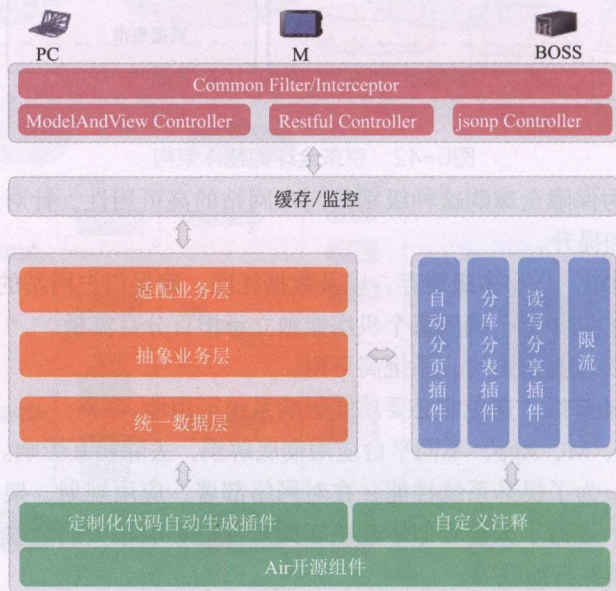 PC
M
BOSS
Common Filter/Interceptor
ModelAndView Controller
Restful Controller
jsonp Controller
缓存/监控
适配业务层
抽象业务层
统一数据层
自动分页插件
分库分表插件
读写分享插件
限流
定制化代码自动生成插件
自定义注释
Air开源组件